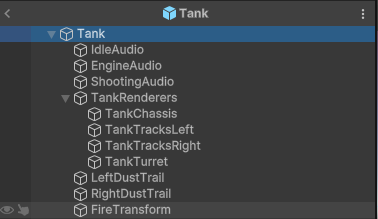 Tank
Tank
IdleAudio
EngineAudio
ShootingAudio
TankRenderers
TankChassis
TankTracksLeft
TankTracksRight
TankTurret
LeftDustTrail
RightDustTrail
FireTransform